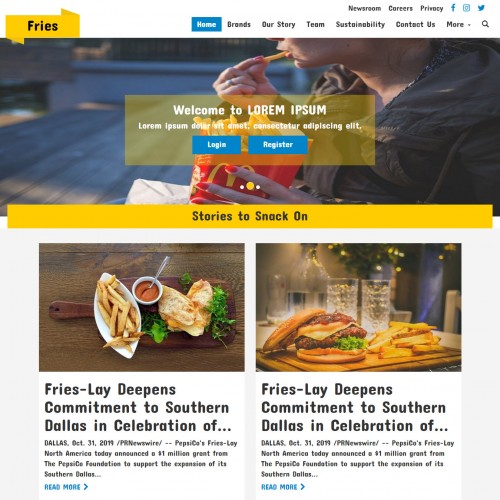 Newsroom Careers Privacy
Fries
Home Brands Our Story Team Sustainability Contact Us More
Welcome to LOREM IPSUM
Lorem ipsum dolor sit amet, consectetur adipiscing elit.
Login Register
Stories to Snack On
Fries-Lay Deepens
Commitment to Southern
Dallas in Celebration of...
DALLAS, Oct. 31, 2019 /PRNewswire/ -- PepsiCo's Fries-Lay
North America today announced a $1 million grant from
The PepsiCo Foundation to support the expansion of its
Southern Dallas...
READ MORE
Fries-Lay Deepens
Commitment to Southern
Dallas in Celebration of...
DALLAS, Oct. 31, 2019 /PRNewswire/ -- PepsiCo's Fries-Lay
North America today announced a $1 million grant from
The PepsiCo Foundation to support the expansion of its
Southern Dallas...
READ MORE